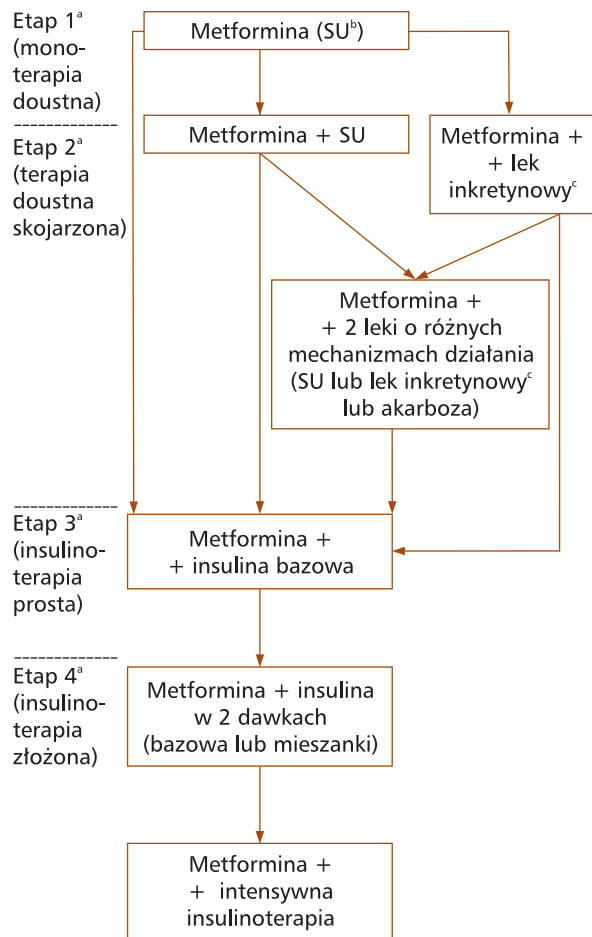 Etap 1ᵃ
(mono-
terapia
doustna)
Metformina (SUᵇ)
Etap 2ᵃ
(terapia
doustna
skojarzona)
Metformina + SU
Metformina +
+ lek
inkretynowyᶜ
Metformina +
+ 2 leki o różnych
mechanizmach działania
(SU lub lek inkretynowyᶜ
lub akarboza)
Etap 3ᵃ
(insulino-
terapia
prosta)
Metformina +
+ insulina bazowa
Etap 4ᵃ
(insulino-
terapia
złożona)
Metformina + insulina
w 2 dawkach
(bazowa lub mieszanki)
Metformina +
+ intensywna
insulinoterapia